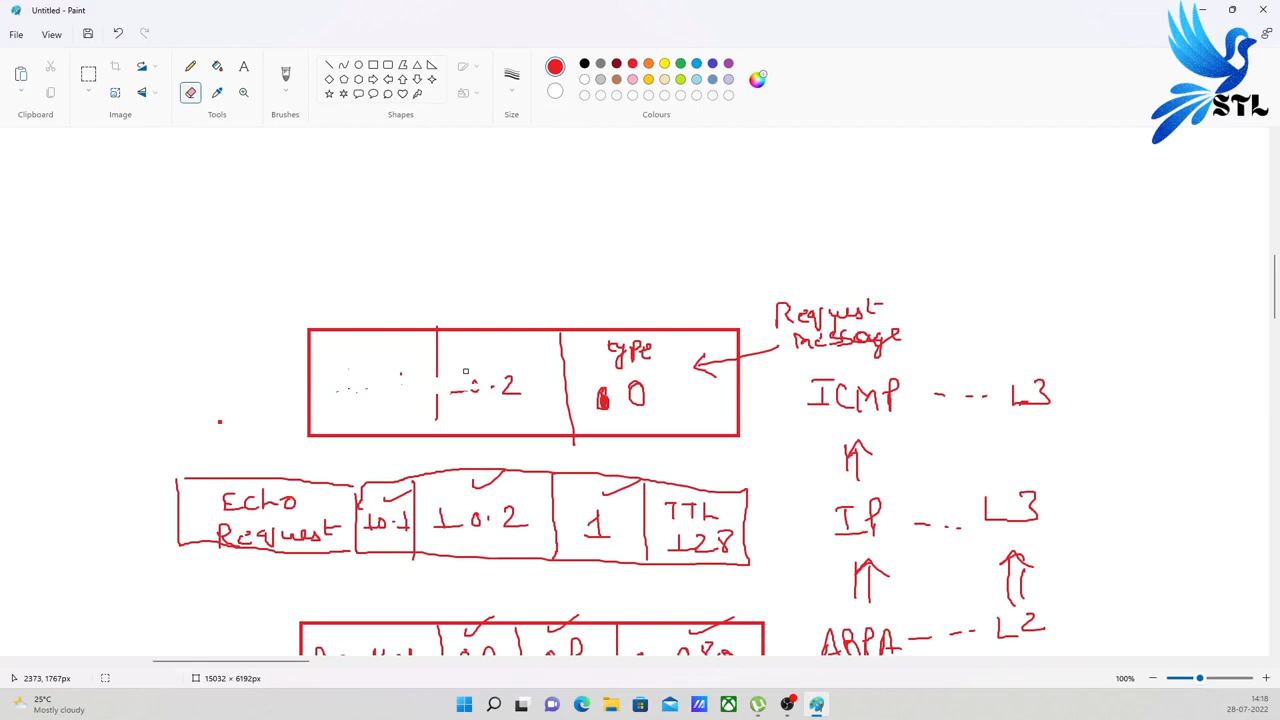 Untitled - Paint
File
View
STL
Clipboard
Image
Tools
Brushes
Shapes
Size
Colours
Request
Message
type
10.2
0
ICMP - -- L3
ECHO
Request
10.1
10.2
1
TTL
128
IP - -- L3
ARPA - -- L2
2373, 1767px
15032 × 6192px
100%
25°C
Mostly cloudy
14:18
28-07-2022